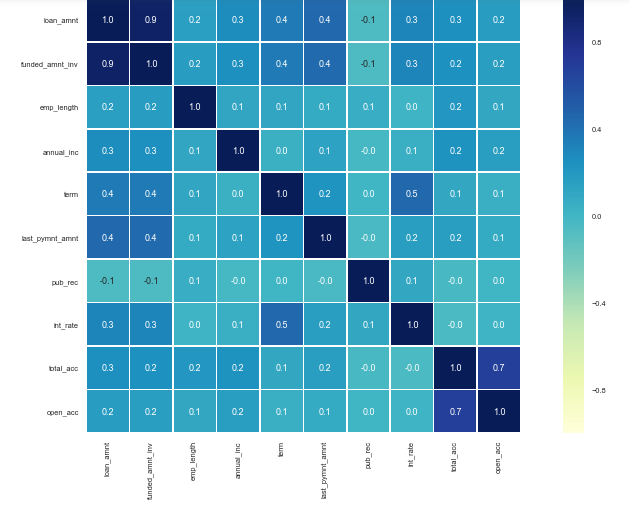 loan_amnt 1.0 0.9 0.2 0.3 0.4 0.4 -0.1 0.3 0.3 0.2
funded_amnt_inv 0.9 1.0 0.2 0.3 0.4 0.4 -0.1 0.3 0.2 0.2
emp_length 0.2 0.2 1.0 0.1 0.1 0.1 0.1 0.0 0.2 0.1
annual_inc 0.3 0.3 0.1 1.0 0.0 0.1 -0.0 0.1 0.2 0.2
term 0.4 0.4 0.1 0.0 1.0 0.2 0.0 0.5 0.1 0.1
last_pymnt_amnt 0.4 0.4 0.1 0.1 0.2 1.0 -0.0 0.2 0.2 0.1
pub_rec -0.1 -0.1 0.1 -0.0 0.0 -0.0 1.0 0.1 -0.0 0.0
int_rate 0.3 0.3 0.0 0.1 0.5 0.2 0.1 1.0 -0.0 0.0
total_acc 0.3 0.2 0.2 0.2 0.1 0.2 -0.0 -0.0 1.0 0.7
open_acc 0.2 0.2 0.1 0.2 0.1 0.1 0.0 0.0 0.7 1.0
loan_amnt
funded_amnt_inv
emp_length
annual_inc
term
last_pymnt_amnt
pub_rec
int_rate
total_acc
open_acc
0.8
0.4
0.0
−0.4
−0.8